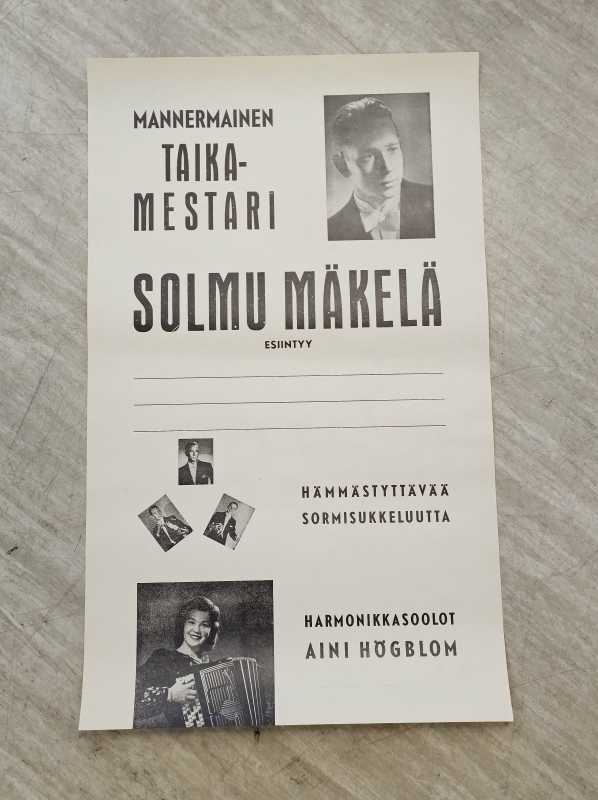 MANNERMAINEN
TAIKA-
MESTARI
SOLMU MÄKELÄ
ESIINTYY
HÄMMÄSTYTTÄVÄÄ
SORMISUKKELUUTTA
HARMONIKKASOOLOT
AINI HÖGBLOM